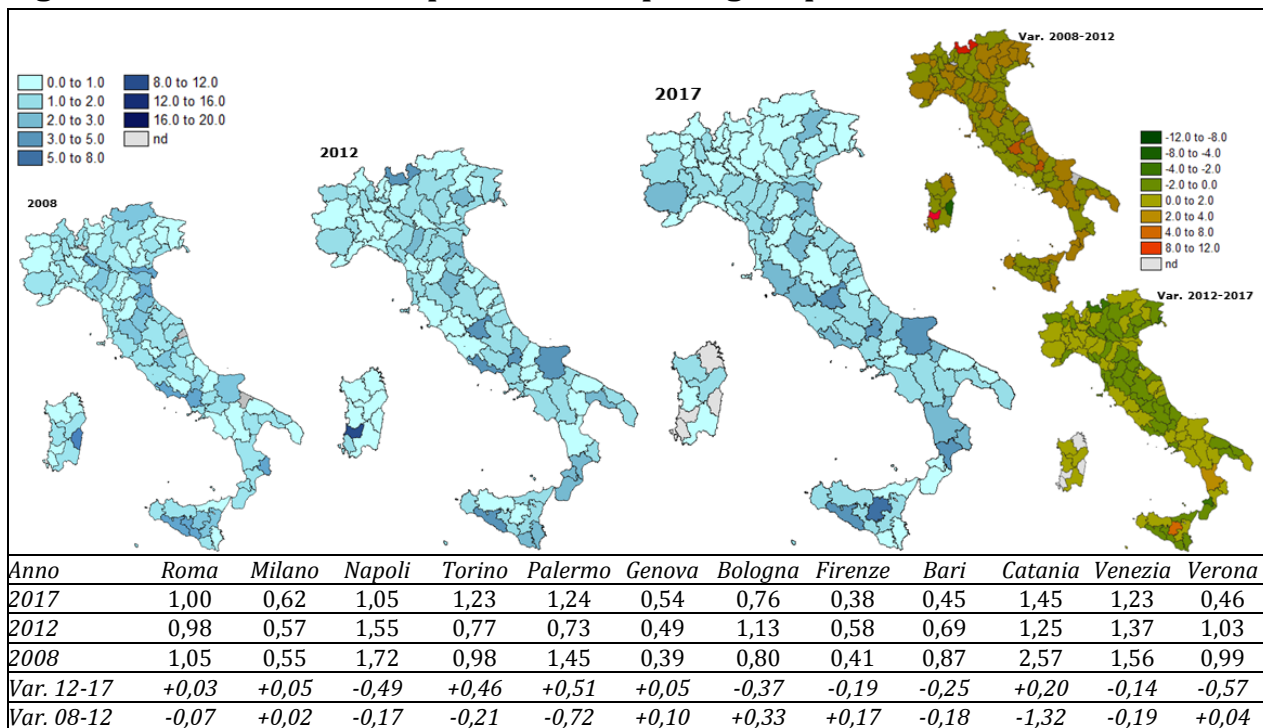 Var. 2008-2012
0.0 to 1.0
1.0 to 2.0
2.0 to 3.0
3.0 to 5.0
5.0 to 8.0
8.0 to 12.0
12.0 to 16.0
16.0 to 20.0
nd
2017
2012
2008
-12.0 to -8.0
-8.0 to -4.0
-4.0 to -2.0
-2.0 to 0.0
0.0 to 2.0
2.0 to 4.0
4.0 to 8.0
8.0 to 12.0
nd
Var. 2012-2017
Anno Roma Milano Napoli Torino Palermo Genova Bologna Firenze Bari Catania Venezia Verona
2017 1,00 0,62 1,05 1,23 1,24 0,54 0,76 0,38 0,45 1,45 1,23 0,46
2012 0,98 0,57 1,55 0,77 0,73 0,49 1,13 0,58 0,69 1,25 1,37 1,03
2008 1,05 0,55 1,72 0,98 1,45 0,39 0,80 0,41 0,87 2,57 1,56 0,99
Var. 12-17 +0,03 +0,05 -0,49 +0,46 +0,51 +0,05 -0,37 -0,19 -0,25 +0,20 -0,14 -0,57
Var. 08-12 -0,07 +0,02 -0,17 -0,21 -0,72 +0,10 +0,33 +0,17 -0,18 -1,32 -0,19 +0,04